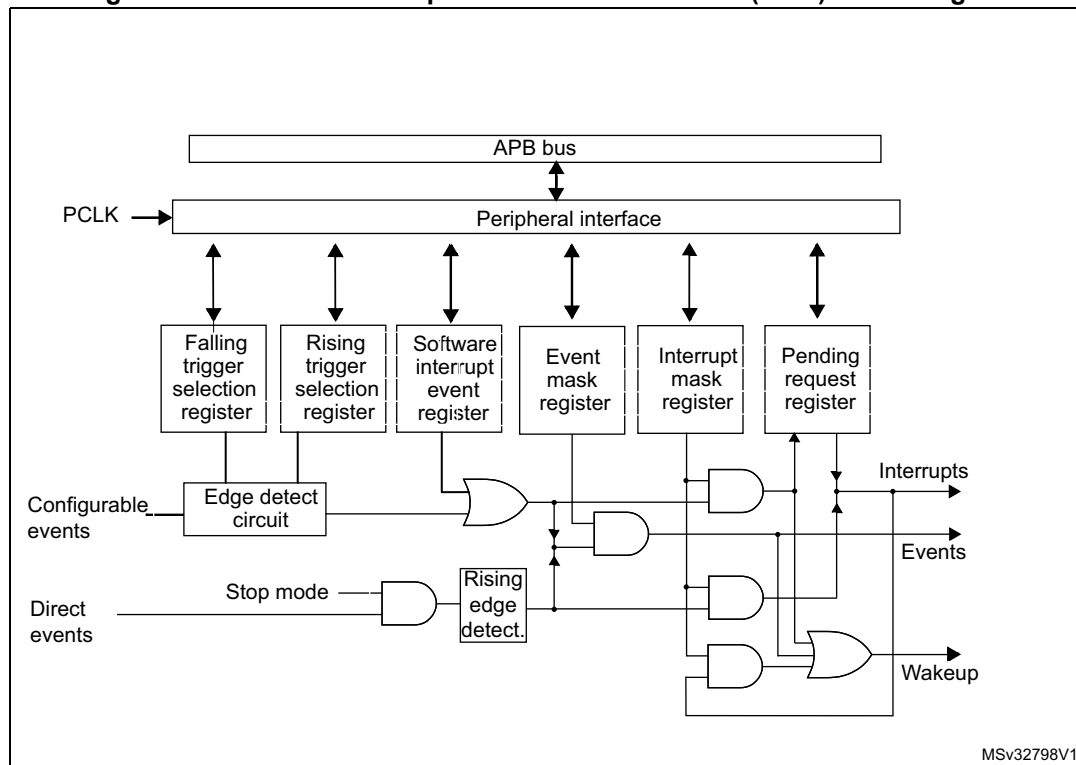 APB bus
PCLK
Peripheral interface
Falling
trigger
selection
register
Rising
trigger
selection
register
Software
interrupt
event
register
Event
mask
register
Interrupt
mask
register
Pending
request
register
Interrupts
Configurable
events
Edge detect
circuit
Events
Stop mode
Rising
edge
detect.
Direct
events
Wakeup
MSv32798V1